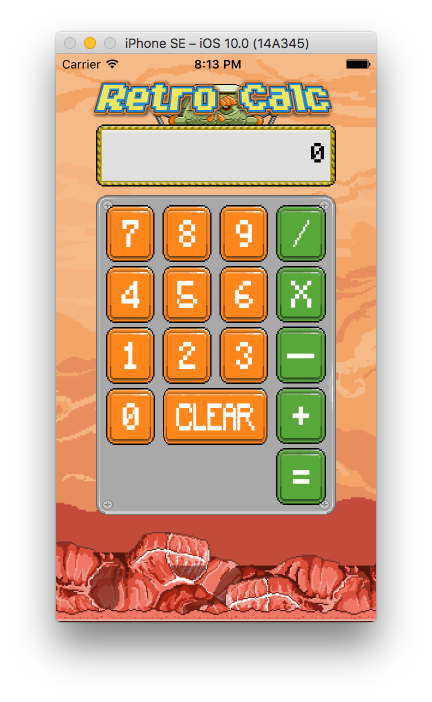 iPhone SE – iOS 10.0 (14A345)
Carrier 8:13 PM
Retro Calc
0
7 8 9 /
4 5 6 X
1 2 3 —
0 CLEAR +
=